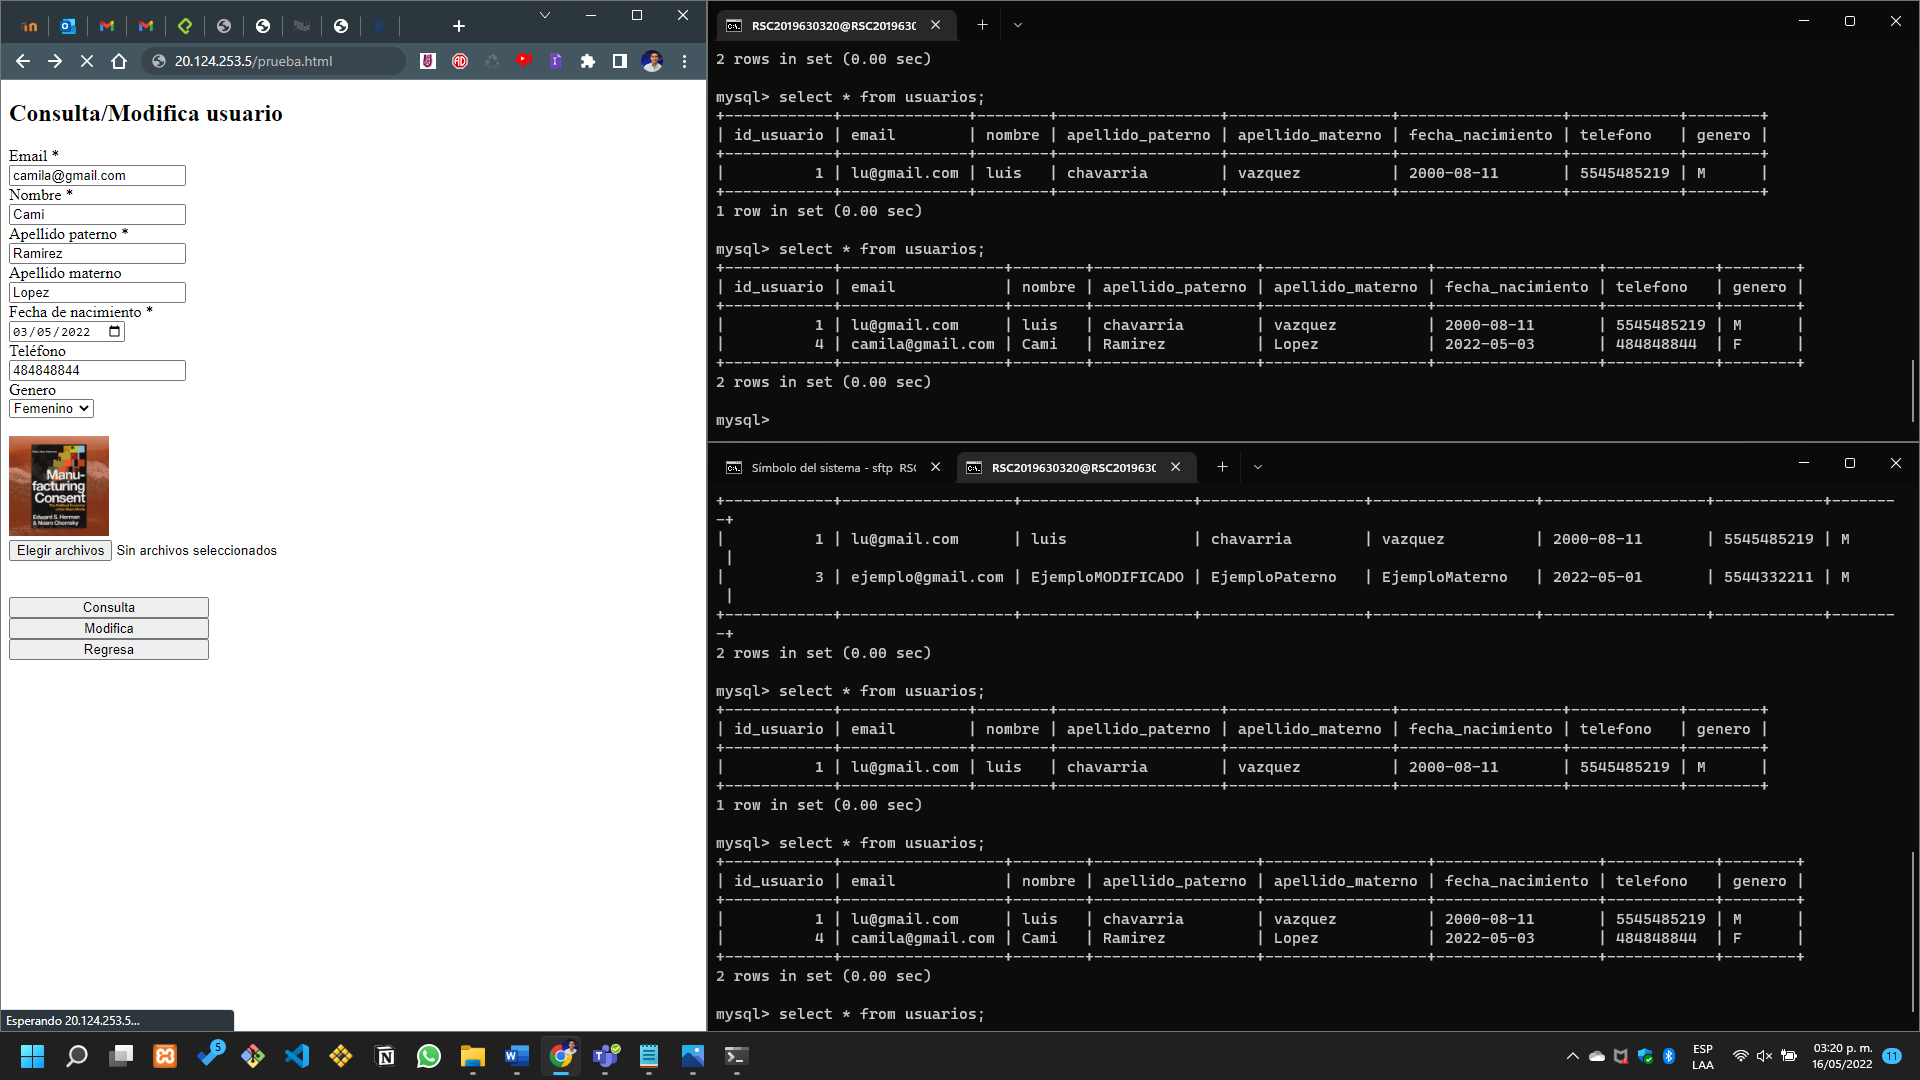 20.124.253.5/prueba.html
Consulta/Modifica usuario
Email *
camila@gmail.com
Nombre *
Cami
Apellido paterno *
Ramirez
Apellido materno
Lopez
Fecha de nacimiento *
03/05/2022
Teléfono
484848844
Genero
Femenino
Manu-
facturing
Consent
Edward S. Herman
& Noam Chomsky
Elegir archivos Sin archivos seleccionados
Consulta
Modifica
Regresa
Esperando 20.124.253.5...
RSC2019630320@RSC201963
2 rows in set (0.00 sec)
mysql> select * from usuarios;
+------------+--------------+--------+------------------+------------------+------------------+------------+--------+
| id_usuario | email        | nombre | apellido_paterno | apellido_materno | fecha_nacimiento | telefono   | genero |
+------------+--------------+--------+------------------+------------------+------------------+------------+--------+
|          1 | lu@gmail.com | luis   | chavarria        | vazquez          | 2000-08-11       | 5545485219 | M      |
+------------+--------------+--------+------------------+------------------+------------------+------------+--------+
1 row in set (0.00 sec)
mysql> select * from usuarios;
+------------+------------------+--------+------------------+------------------+------------------+------------+--------+
| id_usuario | email            | nombre | apellido_paterno | apellido_materno | fecha_nacimiento | telefono   | genero |
+------------+------------------+--------+------------------+------------------+------------------+------------+--------+
|          1 | lu@gmail.com     | luis   | chavarria        | vazquez          | 2000-08-11       | 5545485219 | M      |
|          4 | camila@gmail.com | Cami   | Ramirez          | Lopez            | 2022-05-03       | 484848844  | F      |
+------------+------------------+--------+------------------+------------------+------------------+------------+--------+
2 rows in set (0.00 sec)
mysql>
Símbolo del sistema - sftp RSC
RSC2019630320@RSC2019630
+------------+-------------------+-------------------+------------------+------------------+------------------+------------+-------
-+
|          1 | lu@gmail.com      | luis              | chavarria        | vazquez          | 2000-08-11       | 5545485219 | M
 |
|          3 | ejemplo@gmail.com | EjemploMODIFICADO | EjemploPaterno   | EjemploMaterno   | 2022-05-01       | 5544332211 | M
 |
+------------+-------------------+-------------------+------------------+------------------+------------------+------------+-------
-+
2 rows in set (0.00 sec)
mysql> select * from usuarios;
+------------+--------------+--------+------------------+------------------+------------------+------------+--------+
| id_usuario | email        | nombre | apellido_paterno | apellido_materno | fecha_nacimiento | telefono   | genero |
+------------+--------------+--------+------------------+------------------+------------------+------------+--------+
|          1 | lu@gmail.com | luis   | chavarria        | vazquez          | 2000-08-11       | 5545485219 | M      |
+------------+--------------+--------+------------------+------------------+------------------+------------+--------+
1 row in set (0.00 sec)
mysql> select * from usuarios;
+------------+------------------+--------+------------------+------------------+------------------+------------+--------+
| id_usuario | email            | nombre | apellido_paterno | apellido_materno | fecha_nacimiento | telefono   | genero |
+------------+------------------+--------+------------------+------------------+------------------+------------+--------+
|          1 | lu@gmail.com     | luis   | chavarria        | vazquez          | 2000-08-11       | 5545485219 | M      |
|          4 | camila@gmail.com | Cami   | Ramirez          | Lopez            | 2022-05-03       | 484848844  | F      |
+------------+------------------+--------+------------------+------------------+------------------+------------+--------+
2 rows in set (0.00 sec)
mysql> select * from usuarios;
5
ESP
LAA
03:20 p. m.
16/05/2022
11